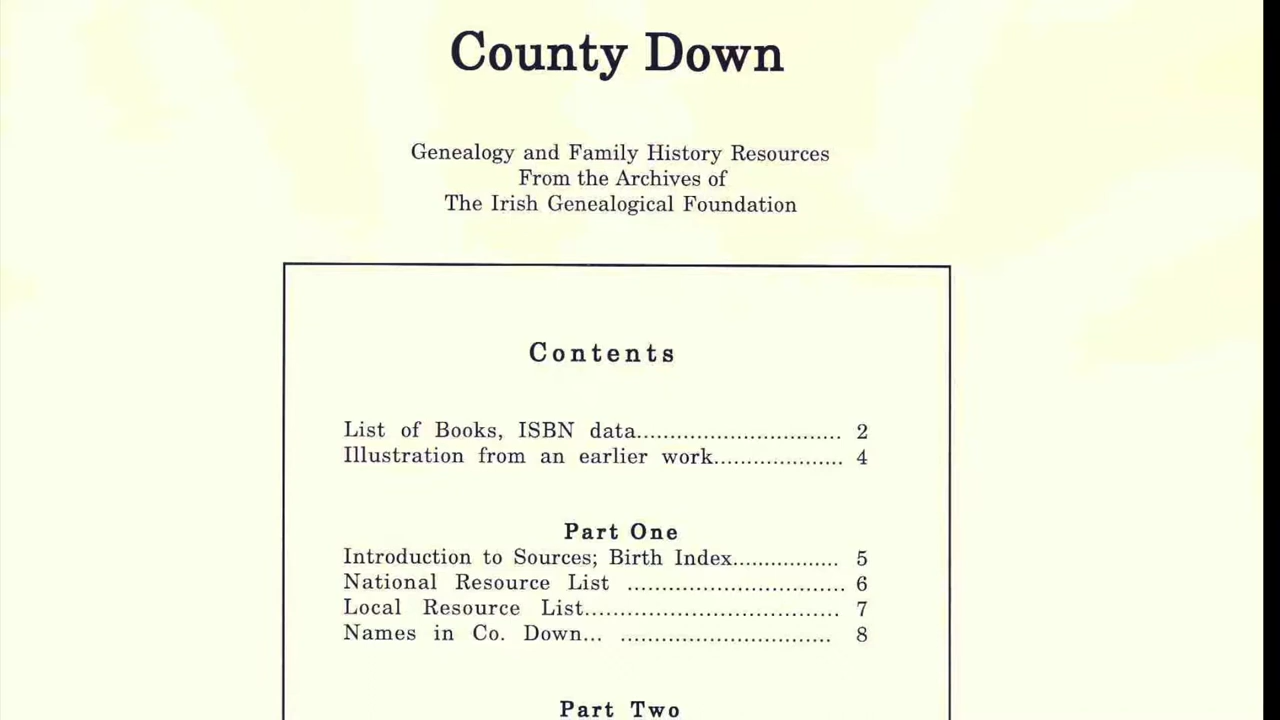 County Down
Genealogy and Family History Resources
From the Archives of
The Irish Genealogical Foundation
Contents
List of Books, ISBN data............................... 2
Illustration from an earlier work.................... 4
Part One
Introduction to Sources; Birth Index................ 5
National Resource List ................................. 6
Local Resource List....................................... 7
Names in Co. Down... ................................ 8
Part Two